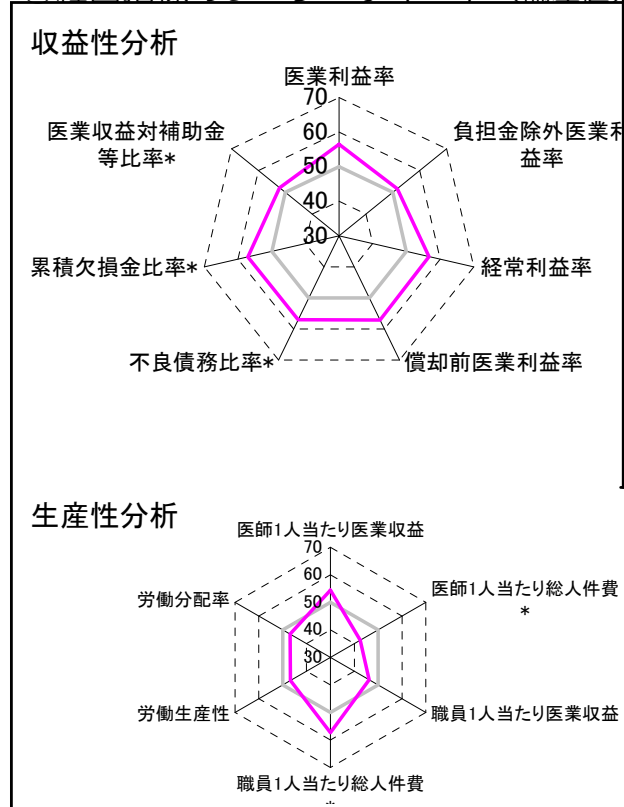 収益性分析
医業利益率
70
60
50
40
30
負担金除外医業利
益率
経常利益率
償却前医業利益率
不良債務比率*
累積欠損金比率*
医業収益対補助金
等比率*
生産性分析
医師1人当たり医業収益
70
60
50
40
30
医師1人当たり総人件費
*
職員1人当たり医業収益
職員1人当たり総人件費
*
労働生産性
労働分配率